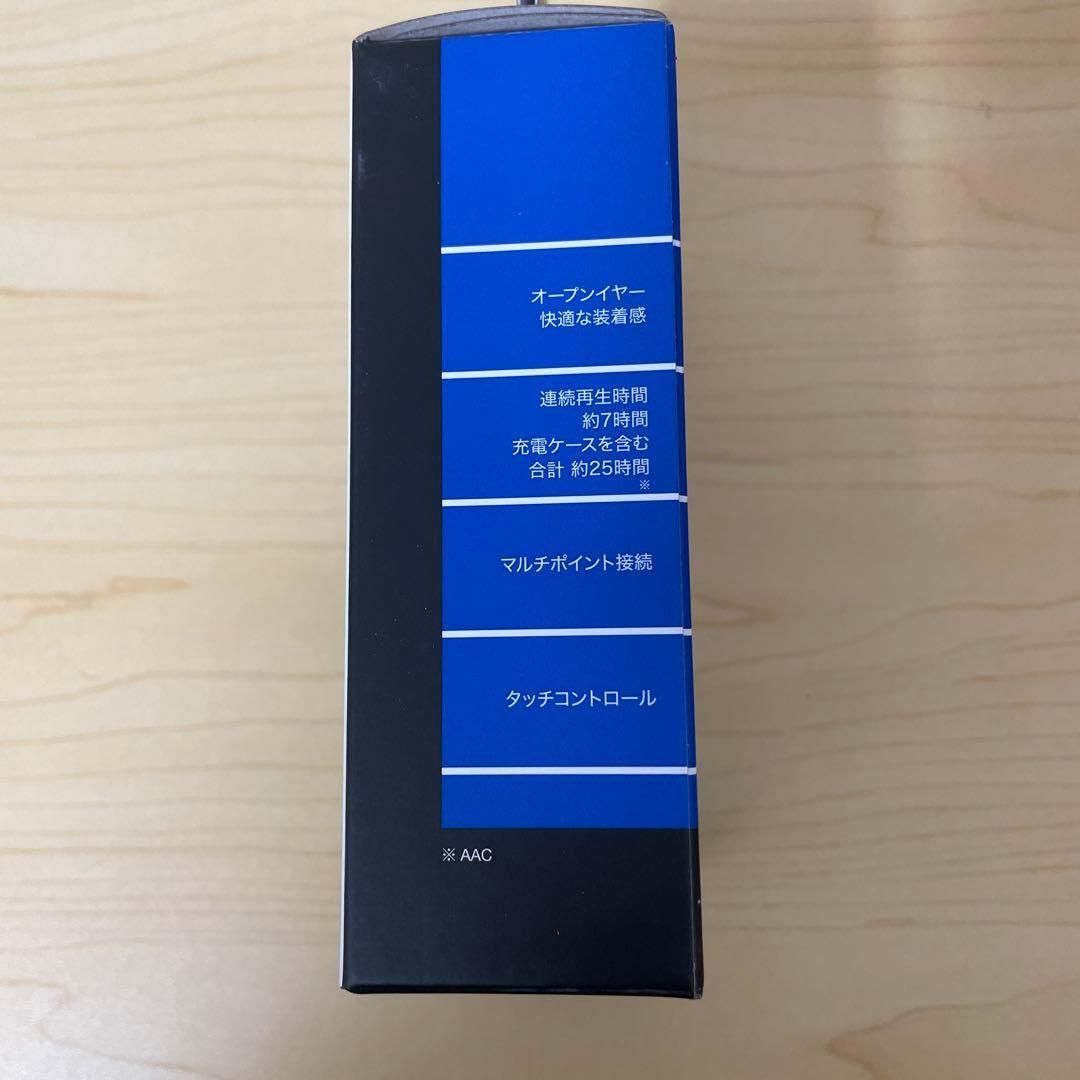 オープンイヤー
快適な装着感
連続再生時間
約7時間
充電ケースを含む
合計 約25時間
※
マルチポイント接続
タッチコントロール
※ AAC